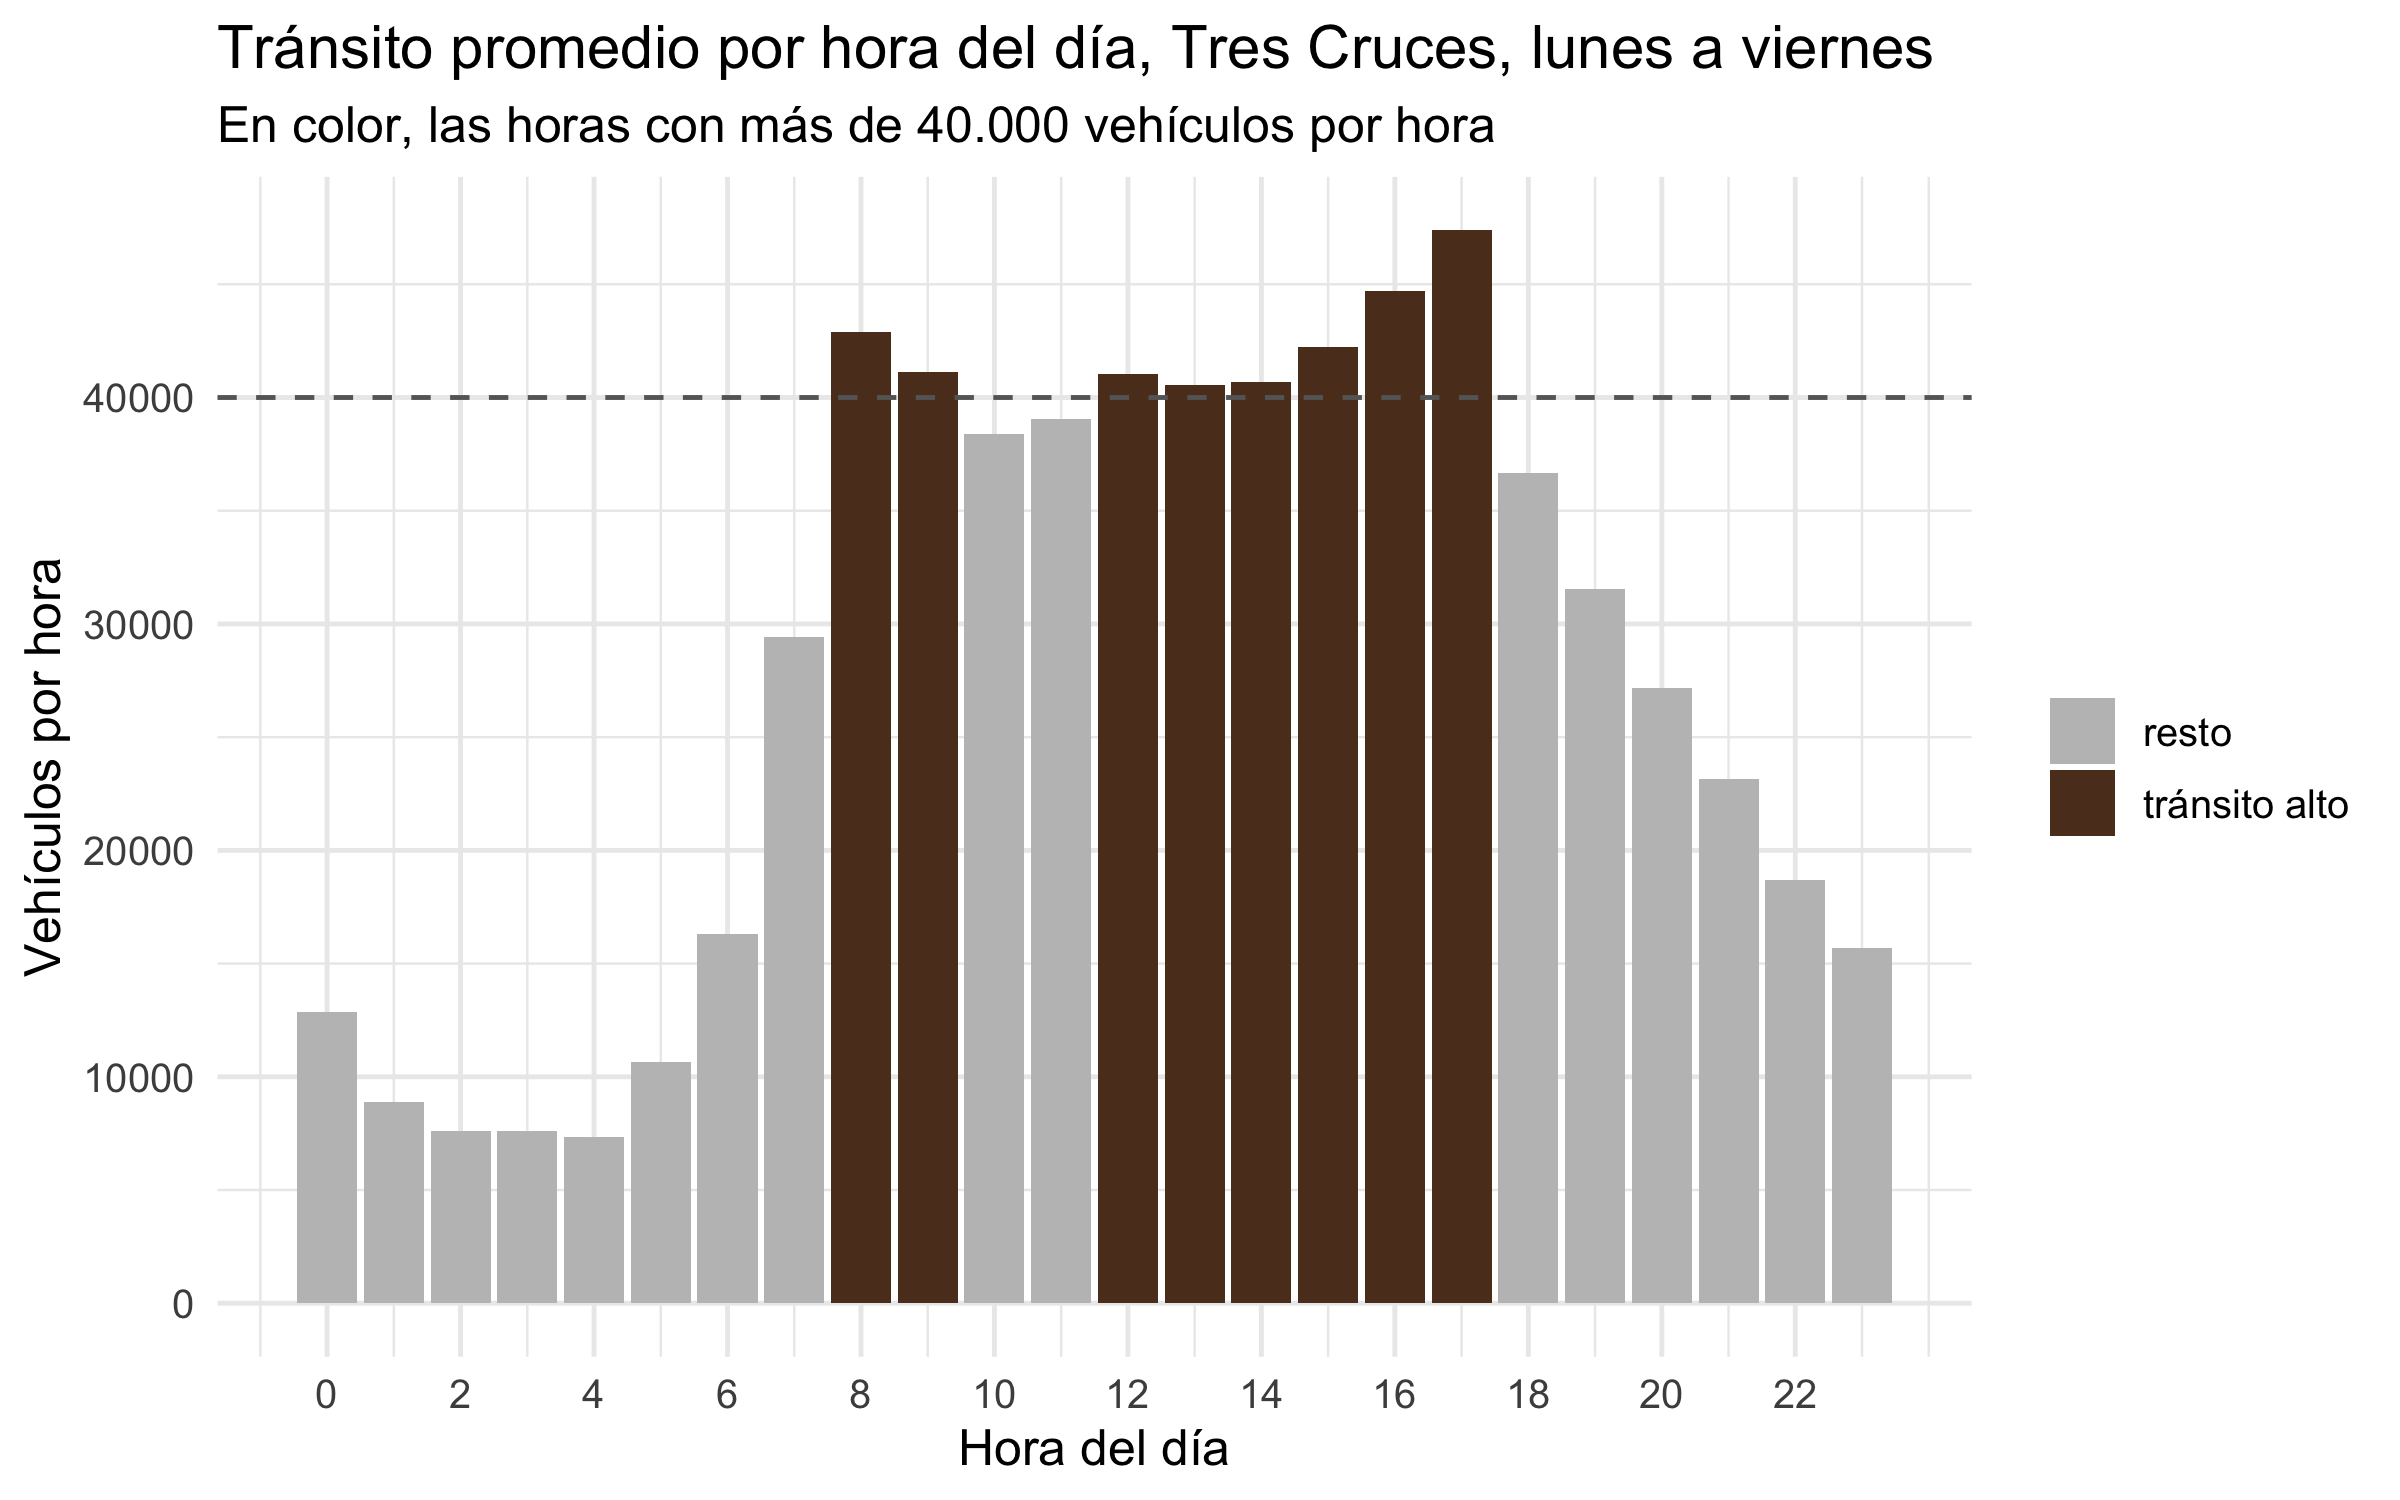 Tránsito promedio por hora del día, Tres Cruces, lunes a viernes
En color, las horas con más de 40.000 vehículos por hora
Vehículos por hora
40000
30000
20000
10000
0
0 2 4 6 8 10 12 14 16 18 20 22
Hora del día
resto
tránsito alto